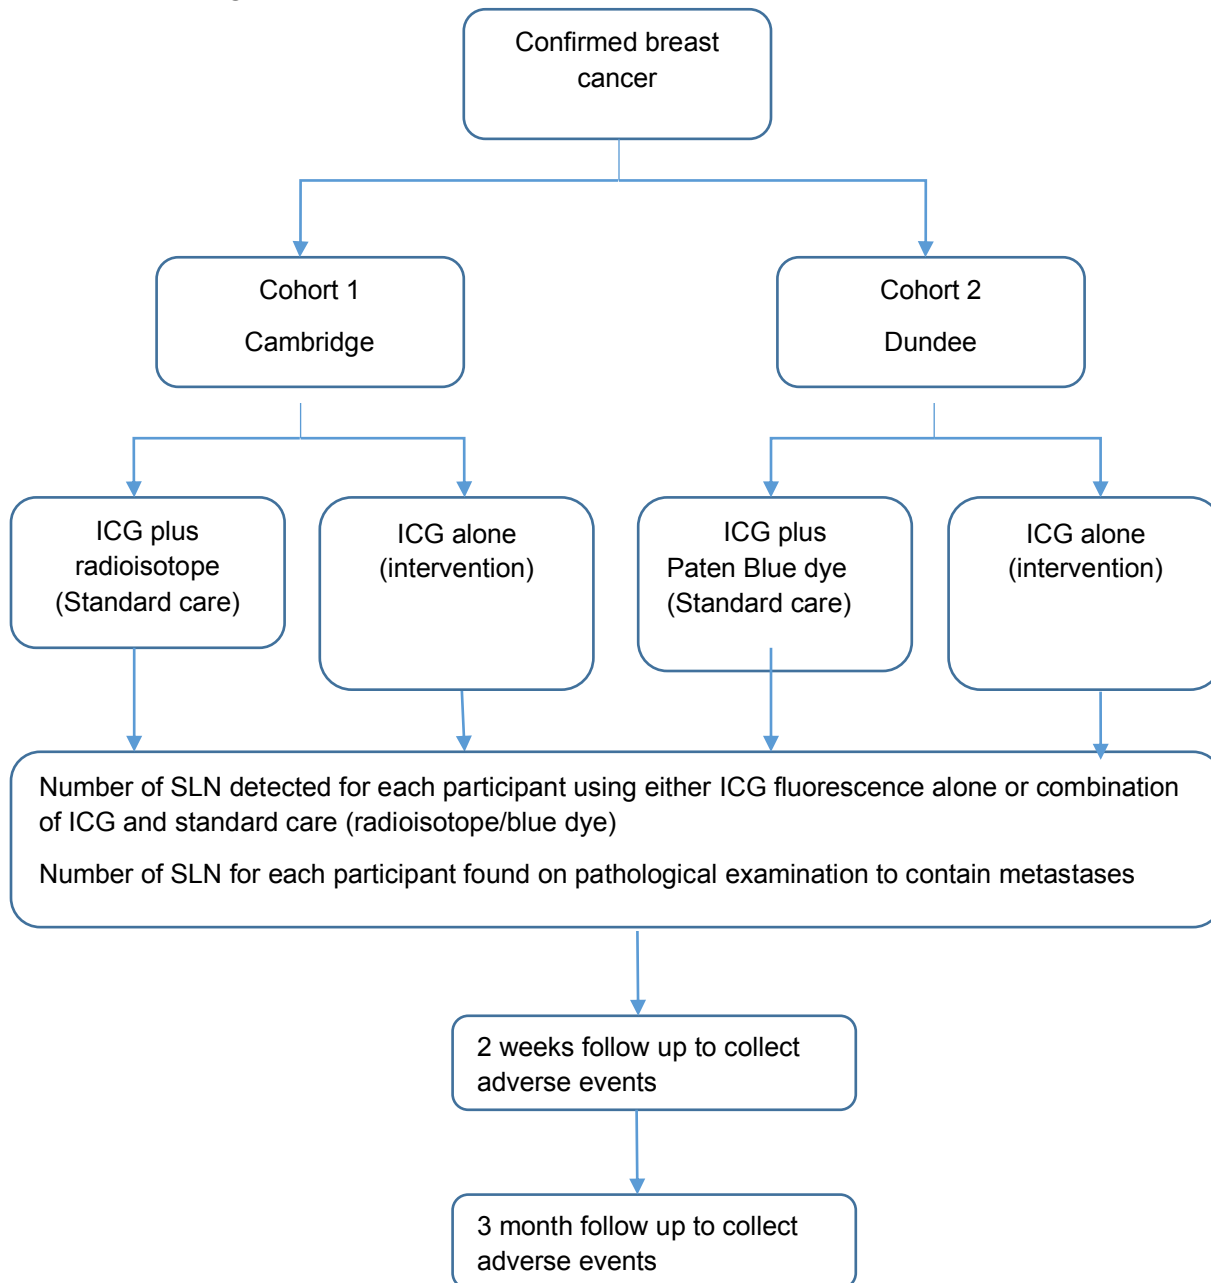 Confirmed breast
cancer
Cohort 1
Cambridge
Cohort 2
Dundee
ICG plus
radioisotope
(Standard care)
ICG alone
(intervention)
ICG plus
Paten Blue dye
(Standard care)
ICG alone
(intervention)
Number of SLN detected for each participant using either ICG fluorescence alone or combination
of ICG and standard care (radioisotope/blue dye)
Number of SLN for each participant found on pathological examination to contain metastases
2 weeks follow up to collect
adverse events
3 month follow up to collect
adverse events